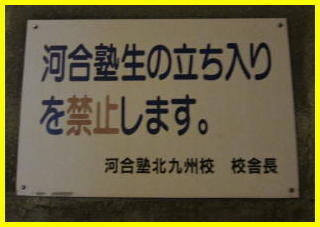 河合塾生の立ち入り
を禁止します。
河合塾北九州校　校舎長